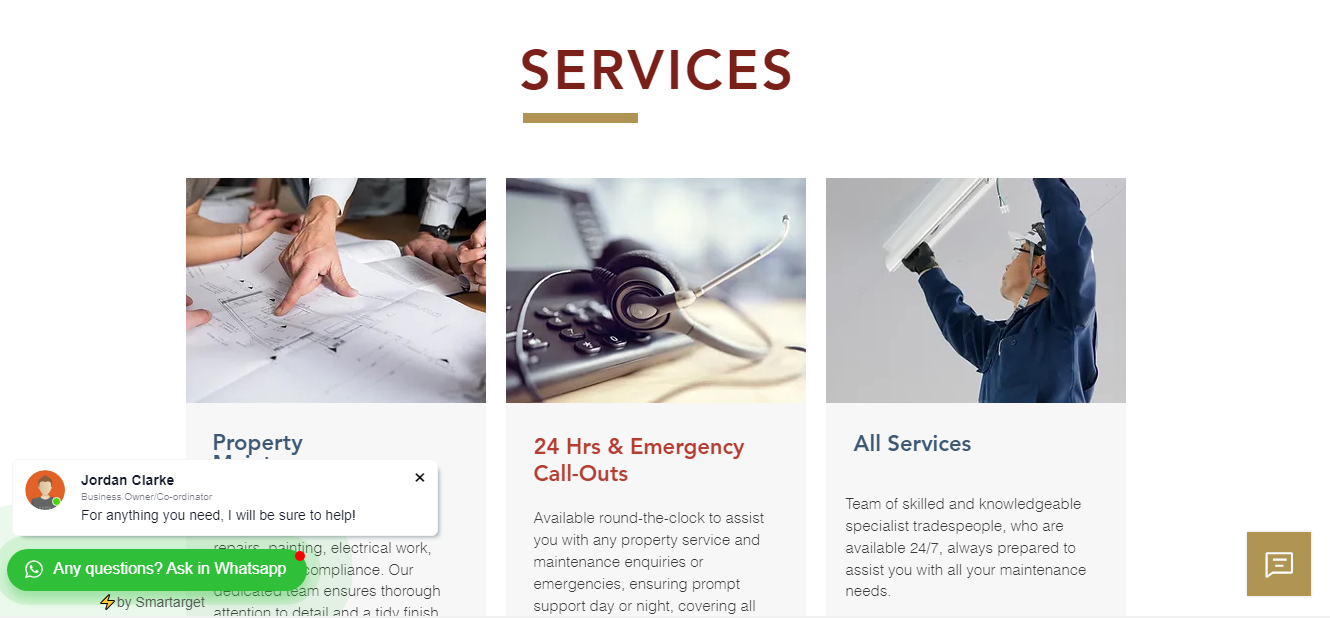 SERVICES
Property
24 Hrs & Emergency
Call-Outs
All Services
Jordan Clarke
Business Owner/Co-ordinator
For anything you need, I will be sure to help!
repairs, painting, electrical work,
compliance. Our
dedicated team ensures thorough
attention to detail and a tidy finish
Any questions? Ask in Whatsapp
by Smartarget
Available round-the-clock to assist
you with any property service and
maintenance enquiries or
emergencies, ensuring prompt
support day or night, covering all
Team of skilled and knowledgeable
specialist tradespeople, who are
available 24/7, always prepared to
assist you with all your maintenance
needs.